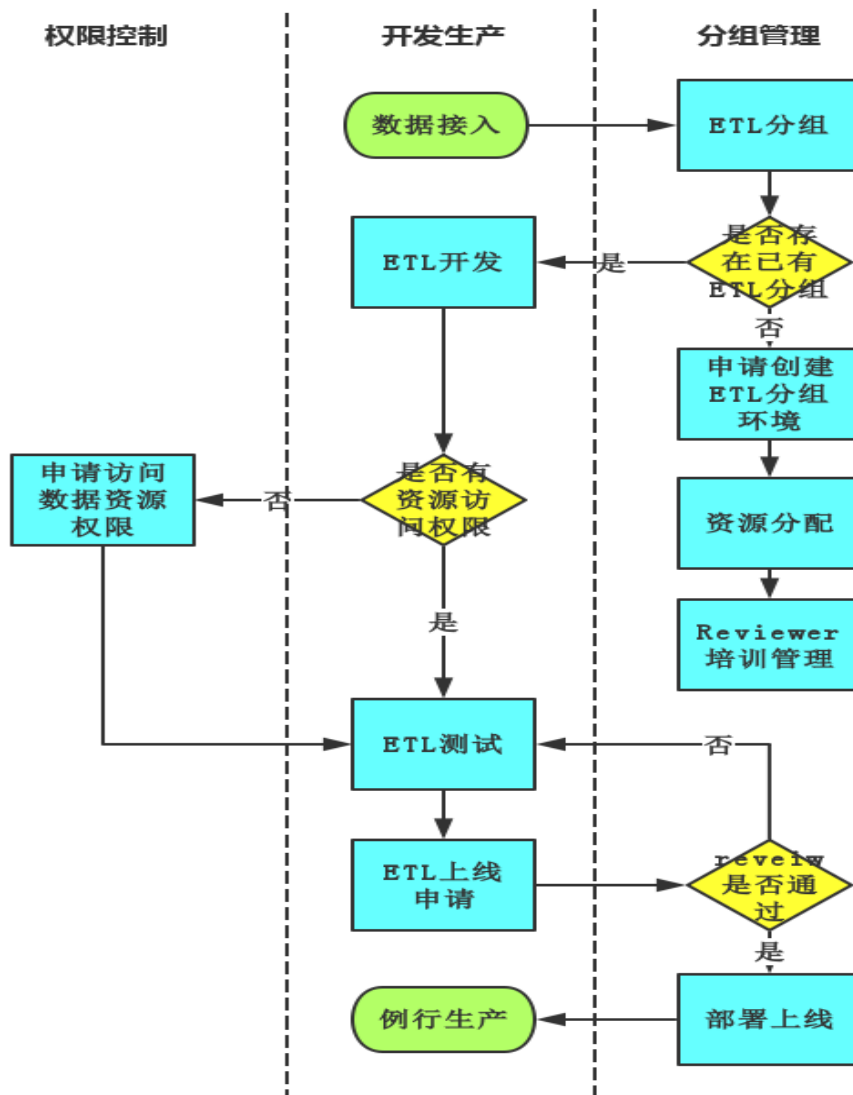 权限控制
开发生产
分组管理
数据接入
ETL分组
是否存
在已有
ETL分组
是
ETL开发
否
申请创建
ETL分组
环境
申请访问
数据资源
权限
否
是否有
资源访
问权限
资源分配
是
Reviewer
培训管理
ETL测试
否
ETL上线
申请
reveiw
是否通
过
是
例行生产
部署上线